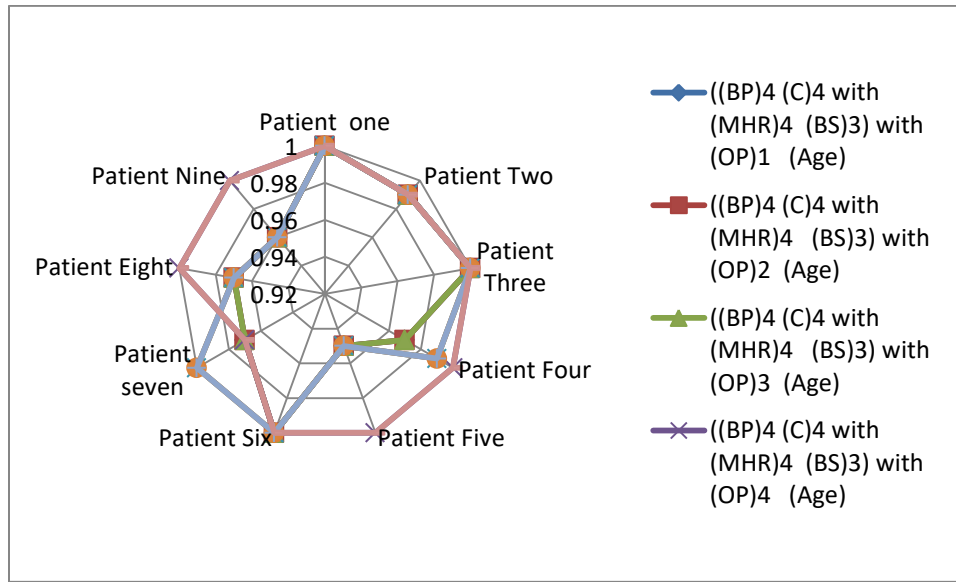 Patient one
1
0.98
0.96
0.94
0.92
Patient Two
Patient
Three
Patient Four
Patient Five
Patient Six
Patient
seven
Patient Eight
Patient Nine
((BP)4 (C)4 with
(MHR)4 (BS)3) with
(OP)1 (Age)
((BP)4 (C)4 with
(MHR)4 (BS)3) with
(OP)2 (Age)
((BP)4 (C)4 with
(MHR)4 (BS)3) with
(OP)3 (Age)
((BP)4 (C)4 with
(MHR)4 (BS)3) with
(OP)4 (Age)